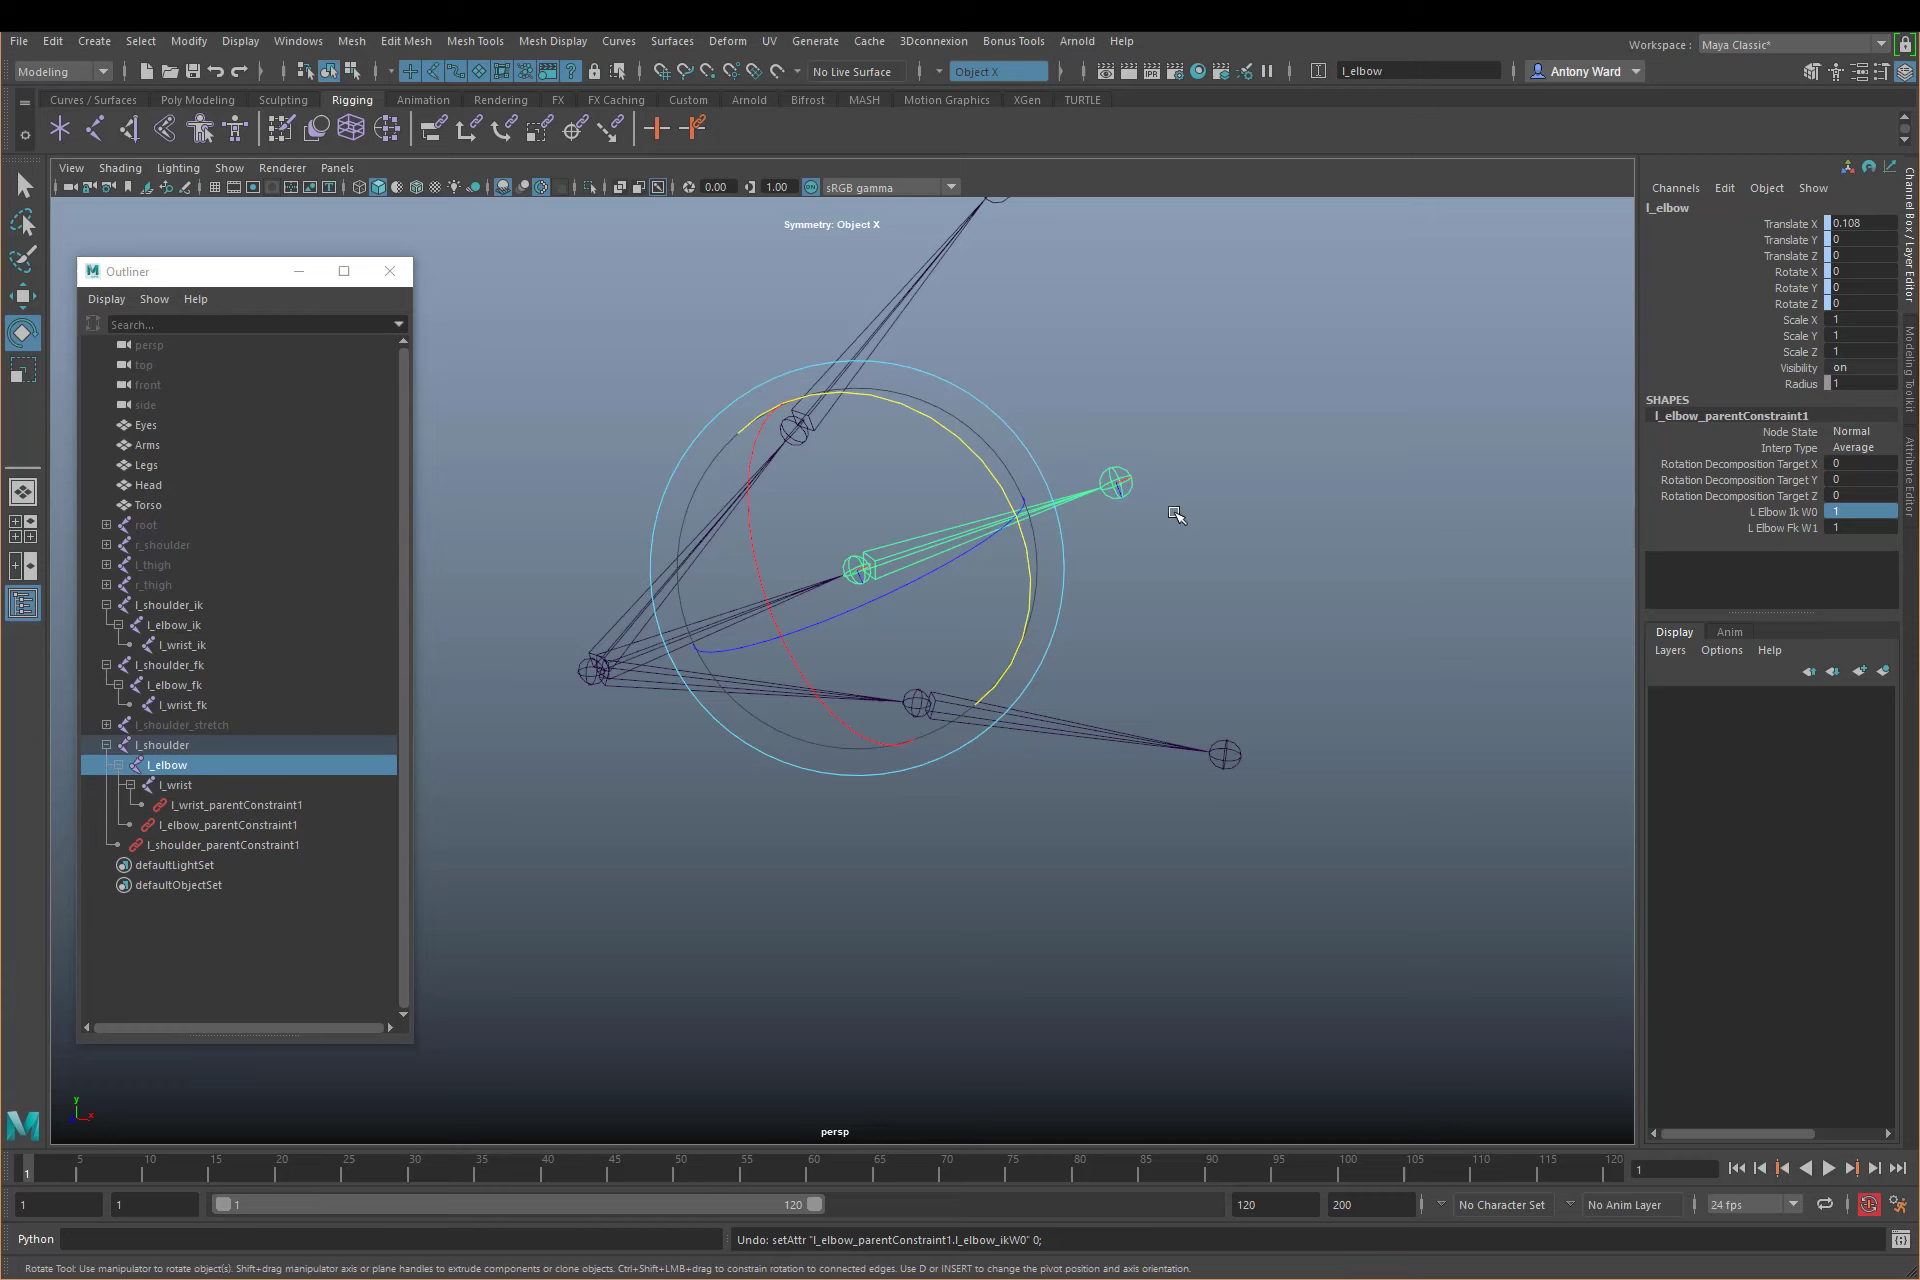 File Edit Create Select Modify Display Windows Mesh Edit Mesh Mesh Tools Mesh Display Curves Surfaces Deform UV Generate Cache 3Dconnexion Bonus Tools Arnold Help
Workspace : Maya Classic*
Modeling No Live Surface Object X l_elbow Antony Ward
Curves / Surfaces Poly Modeling Sculpting Rigging Animation Rendering FX FX Caching Custom Arnold Bifrost MASH Motion Graphics XGen TURTLE
View Shading Lighting Show Renderer Panels
0.00 1.00 ON sRGB gamma
Symmetry: Object X
Outliner
Display Show Help
Search...
persp
top
front
side
Eyes
Arms
Legs
Head
Torso
root
r_shoulder
l_thigh
r_thigh
l_shoulder_ik
l_elbow_ik
l_wrist_ik
l_shoulder_fk
l_elbow_fk
l_wrist_fk
l_shoulder_stretch
l_shoulder
l_elbow
l_wrist
l_wrist_parentConstraint1
l_elbow_parentConstraint1
l_shoulder_parentConstraint1
defaultLightSet
defaultObjectSet
y
x
persp
Channels Edit Object Show
l_elbow
Translate X 0.108
Translate Y 0
Translate Z 0
Rotate X 0
Rotate Y 0
Rotate Z 0
Scale X 1
Scale Y 1
Scale Z 1
Visibility on
Radius 1
SHAPES
l_elbow_parentConstraint1
Node State Normal
Interp Type Average
Rotation Decomposition Target X 0
Rotation Decomposition Target Y 0
Rotation Decomposition Target Z 0
L Elbow Ik W0 1
L Elbow Fk W1 1
Display Anim
Layers Options Help
Channel Box / Layer Editor
Modeling Toolkit
Attribute Editor
M
1 5 10 15 20 25 30 35 40 45 50 55 60 65 70 75 80 85 90 95 100 105 110 115 120 1
1 1 1 120 120 200 No Character Set No Anim Layer 24 fps
Python Undo: setAttr "l_elbow_parentConstraint1.l_elbow_ikW0" 0;
Rotate Tool: Use manipulator to rotate object(s). Shift+drag manipulator axis or plane handles to extrude components or clone objects. Ctrl+Shift+LMB+drag to constrain rotation to connected edges. Use D or INSERT to change the pivot position and axis orientation.